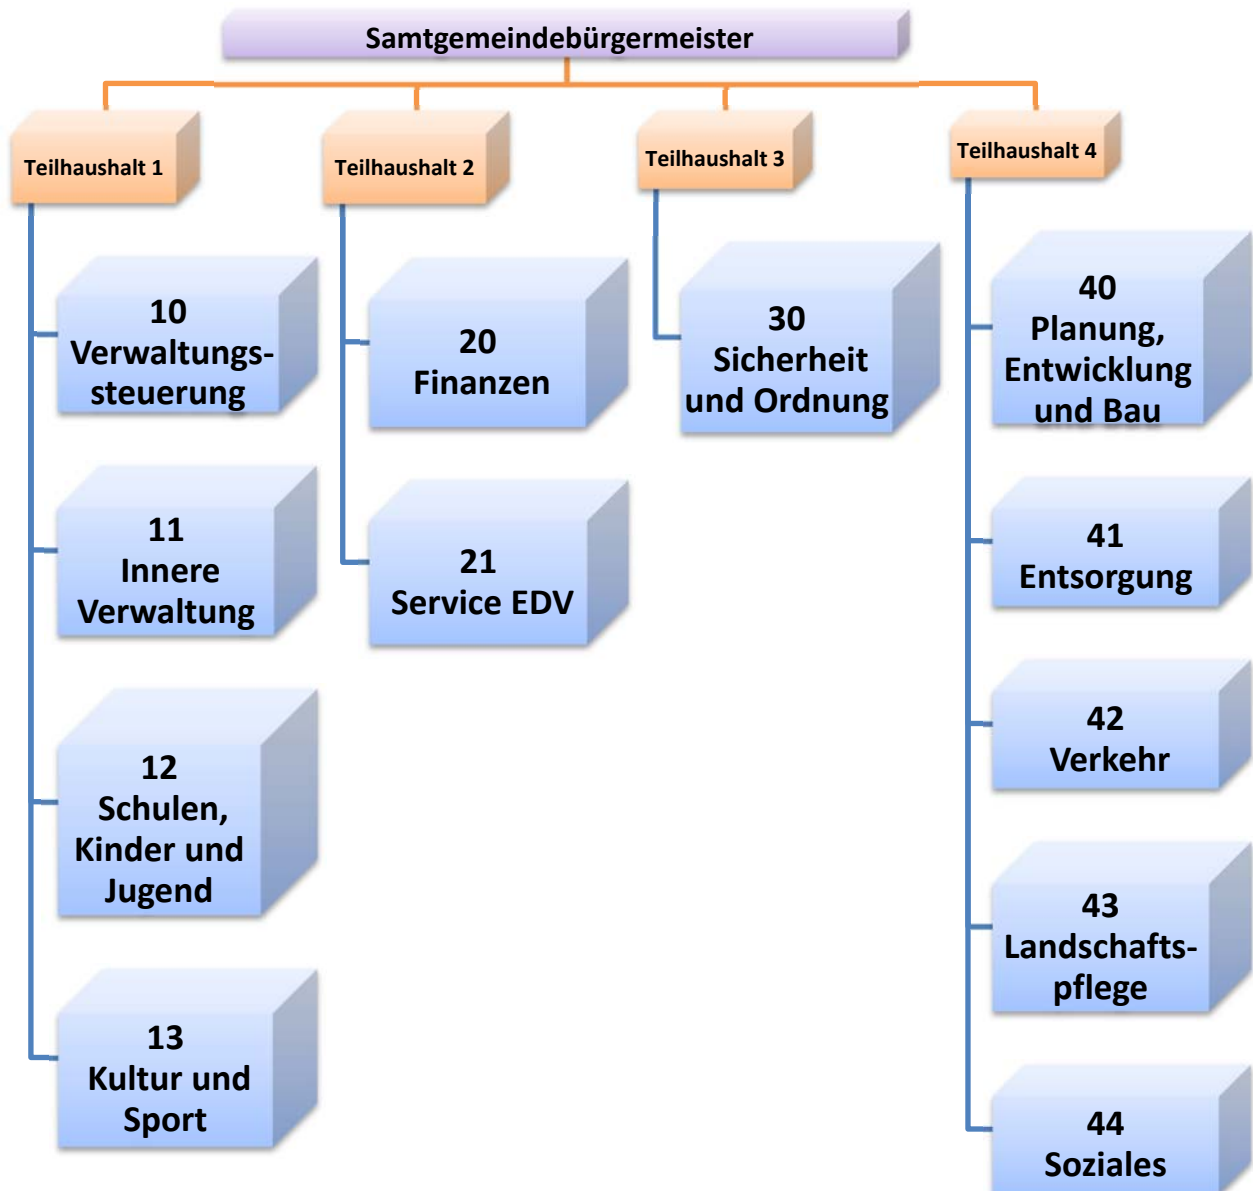 Samtgemeindebürgermeister
Teilhaushalt 1
10
Verwaltungs-
steuerung
11
Innere
Verwaltung
12
Schulen,
Kinder und
Jugend
13
Kultur und
Sport
Teilhaushalt 2
20
Finanzen
21
Service EDV
Teilhaushalt 3
30
Sicherheit
und Ordnung
Teilhaushalt 4
40
Planung,
Entwicklung
und Bau
41
Entsorgung
42
Verkehr
43
Landschafts-
pflege
44
Soziales